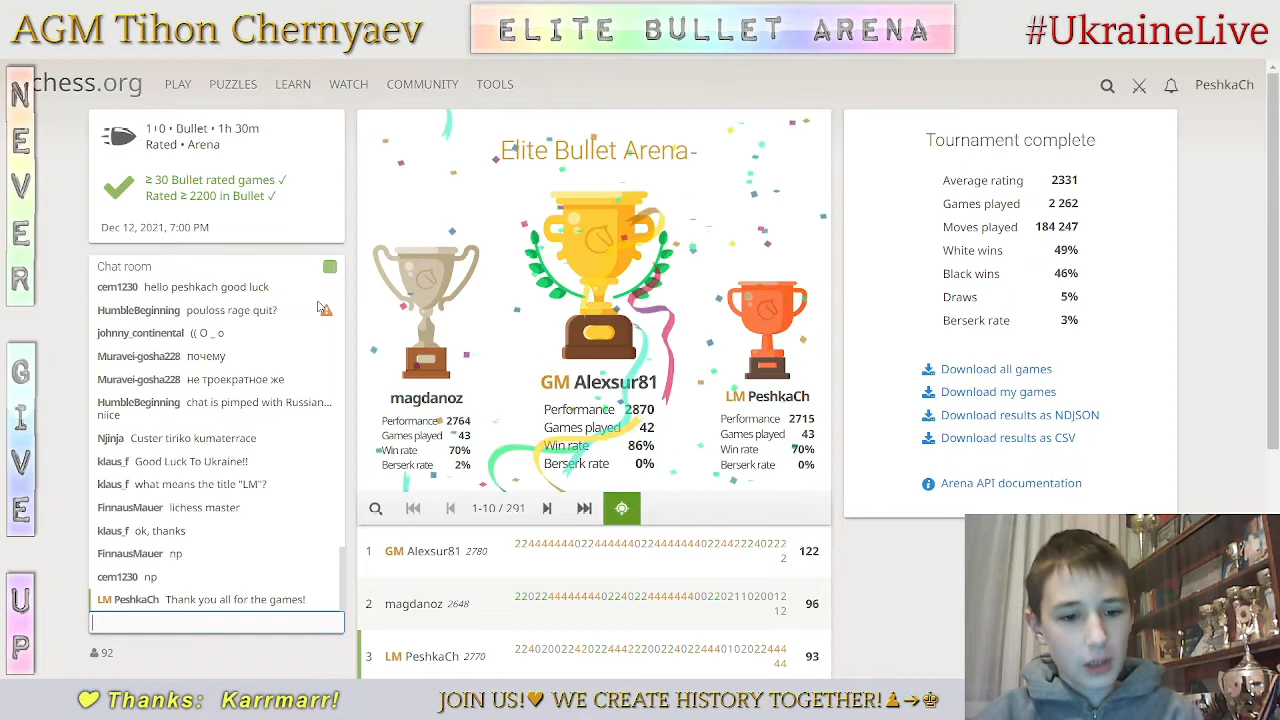 AGM Tihon Chernyaev
ELITE BULLET ARENA
#UkraineLive
NEVER
GIVE
UP
chess.org
PLAY PUZZLES LEARN WATCH COMMUNITY TOOLS
PeshkaCh
1+0 • Bullet • 1h 30m
Rated • Arena
≥ 30 Bullet rated games ✓
Rated ≥ 2200 in Bullet ✓
Dec 12, 2021, 7:00 PM
Chat room
cem1230 hello peshkach good luck
HumbleBeginning pouloss rage quit?
johnny_continental (( O _ o
Muravei-gosha228 почему
Muravei-gosha228 не троекратное же
HumbleBeginning chat is pimped with Russian...
nice
Njinja Custer tiriko kumaterrace
klaus_f Good Luck To Ukraine!!
klaus_f what means the title "LM"?
FinnausMauer lichess master
klaus_f ok, thanks
FinnausMauer np
cem1230 np
LM PeshkaCh Thank you all for the games!
92
Elite Bullet Arena
magdanoz
Performance 2764
Games played 43
Win rate 70%
Berserk rate 2%
GM Alexsur81
Performance 2870
Games played 42
Win rate 86%
Berserk rate 0%
LM PeshkaCh
Performance 2715
Games played 43
Win rate 70%
Berserk rate 0%
1-10 / 291
1 GM Alexsur81 2780 122
2 magdanoz 2648 96
3 LM PeshkaCh 2770 93
Tournament complete
Average rating 2331
Games played 2 262
Moves played 184 247
White wins 49%
Black wins 46%
Draws 5%
Berserk rate 3%
Download all games
Download my games
Download results as NDJSON
Download results as CSV
Arena API documentation
Thanks: Karrmarr!
JOIN US! WE CREATE HISTORY TOGETHER!